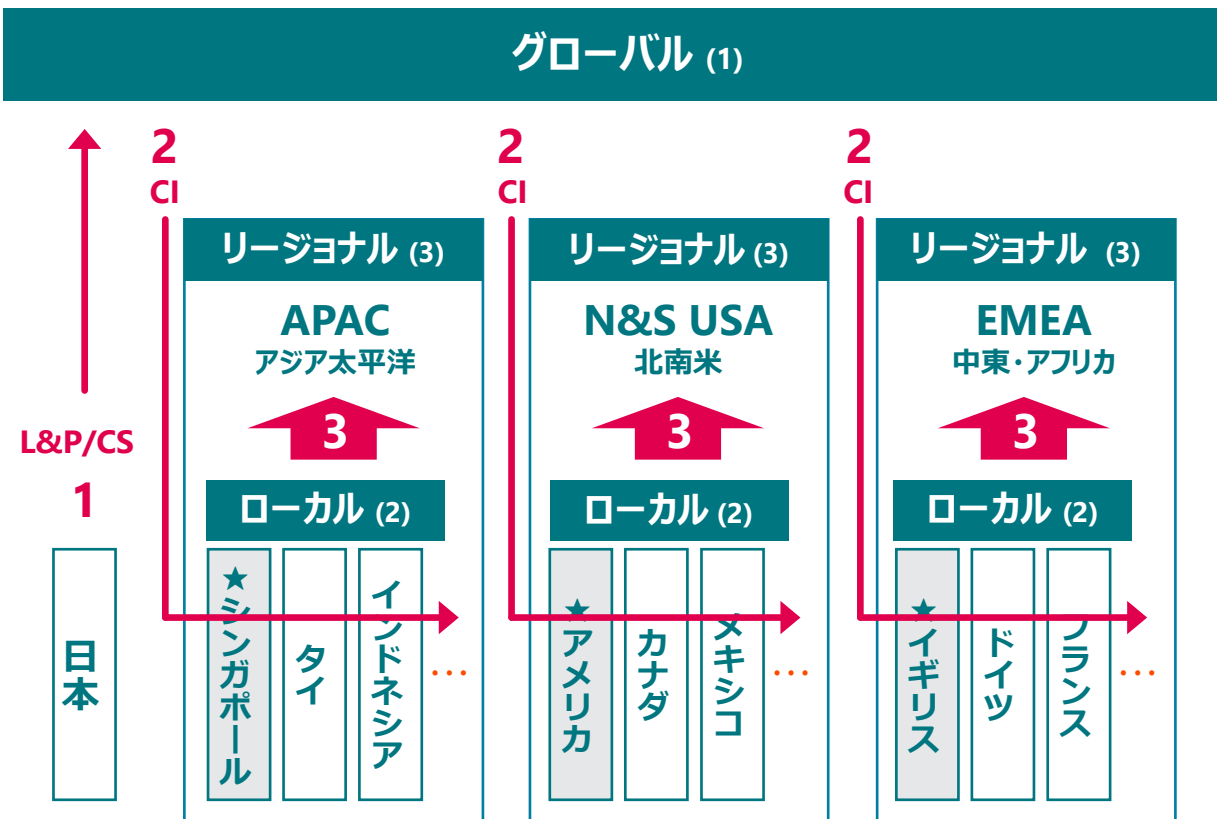 グローバル (1)
2
CI
2
CI
2
CI
リージョナル (3)
リージョナル (3)
リージョナル (3)
APAC
アジア太平洋
N&S USA
北南米
EMEA
中東・アフリカ
3
3
3
L&P/CS
1
ローカル (2)
ローカル (2)
ローカル (2)
日本
★シンガポール
タイ
インドネシア
…
★アメリカ
カナダ
メキシコ
…
★イギリス
ドイツ
フランス
…